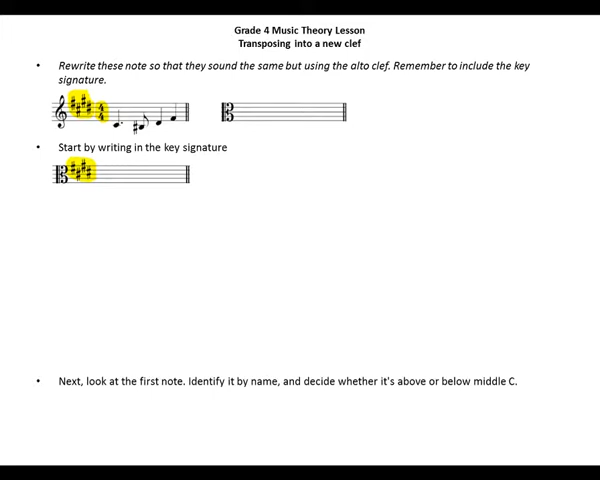 Grade 4 Music Theory Lesson
Transposing into a new clef
• Rewrite these note so that they sound the same but using the alto clef. Remember to include the key
signature.
4
4
• Start by writing in the key signature
• Next, look at the first note. Identify it by name, and decide whether it's above or below middle C.